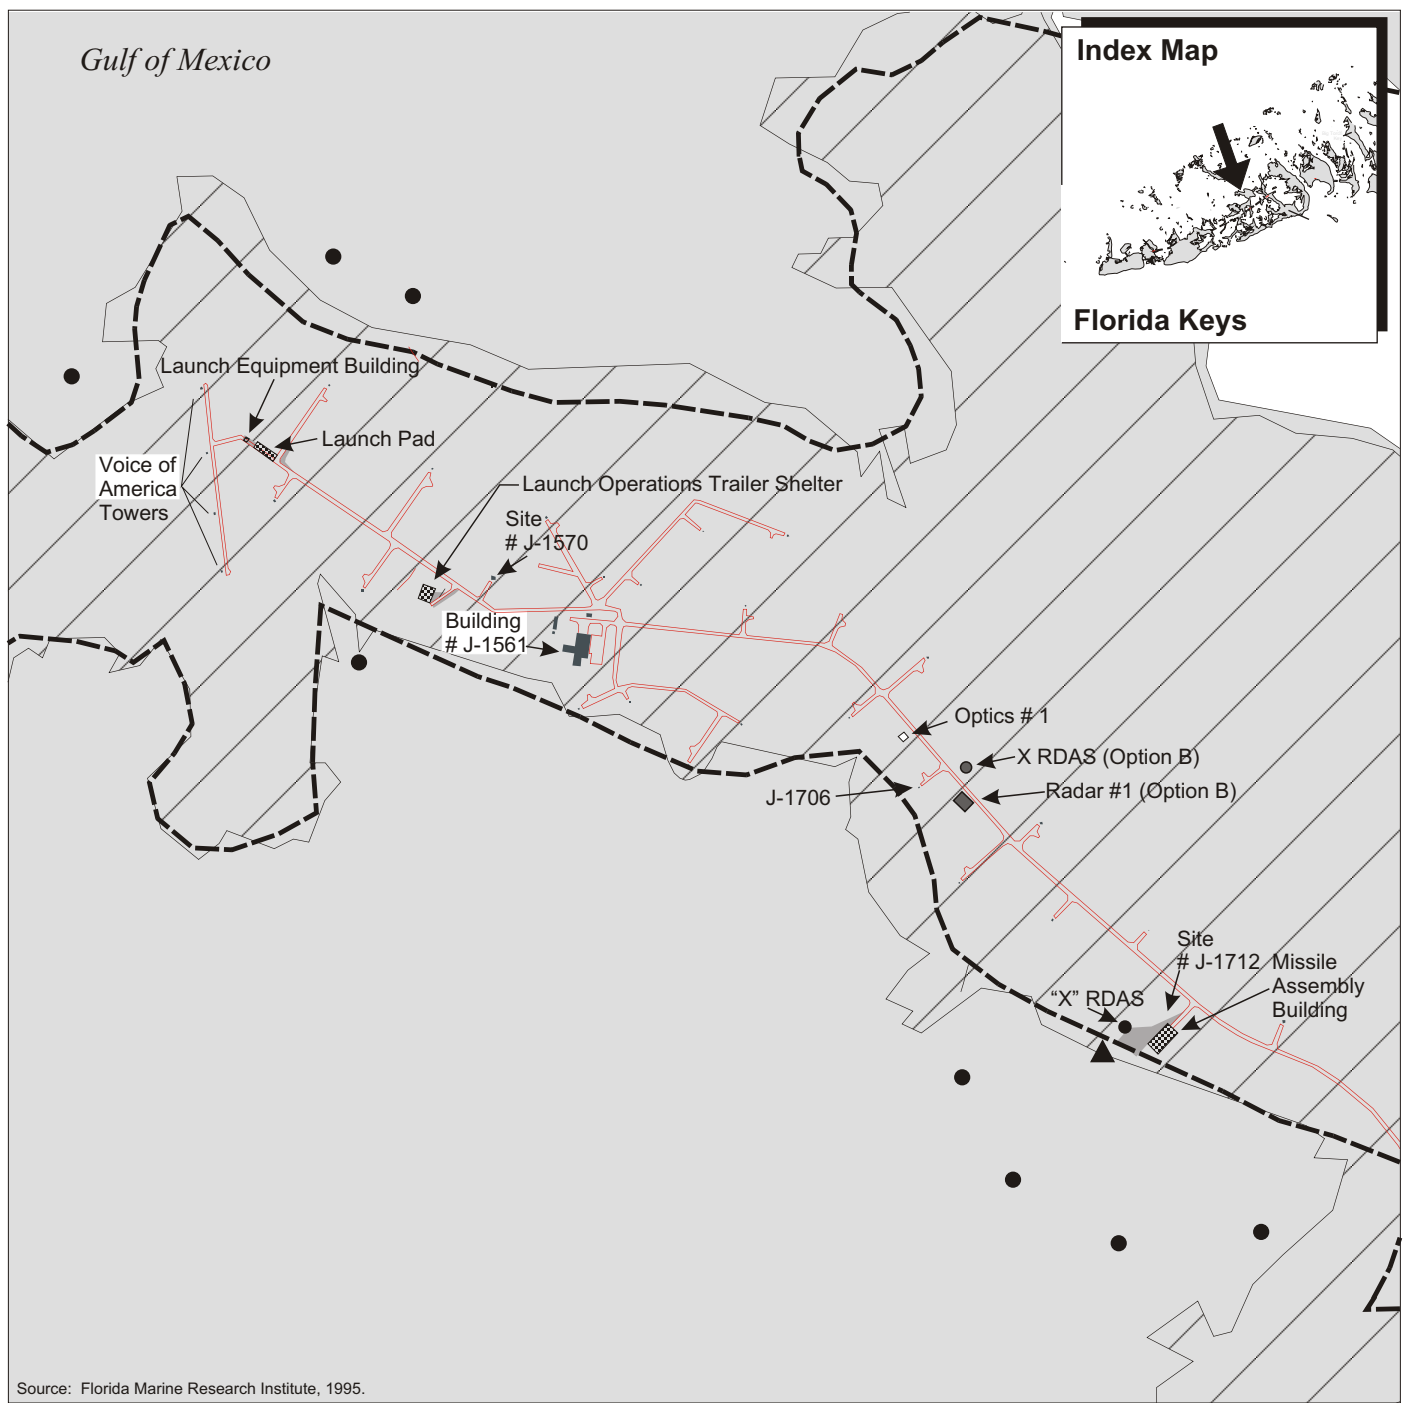 Gulf of Mexico
Index Map
Florida Keys
Launch Equipment Building
Launch Pad
Voice of
America
Towers
Launch Operations Trailer Shelter
Site
# J-1570
Building
# J-1561
Optics # 1
X RDAS (Option B)
J-1706
Radar #1 (Option B)
Site
# J-1712
Missile
Assembly
Building
“X” RDAS
Source:  Florida Marine Research Institute, 1995.